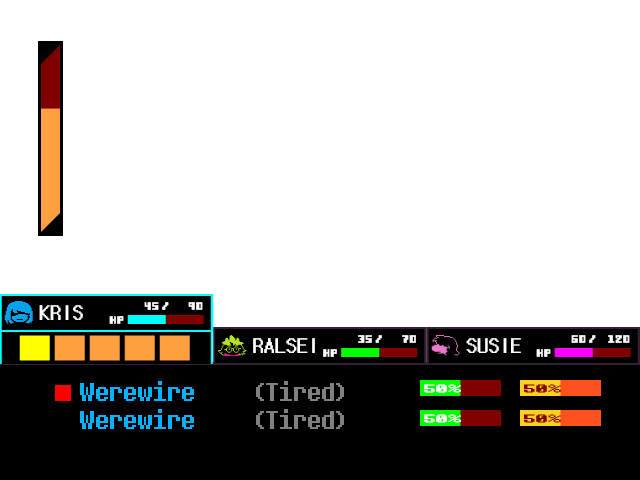 KRIS 45/ 90
HP
RALSEI 35/ 70
HP
SUSIE 60/ 120
HP
Werewire (Tired) 50% 50%
Werewire (Tired) 50% 50%